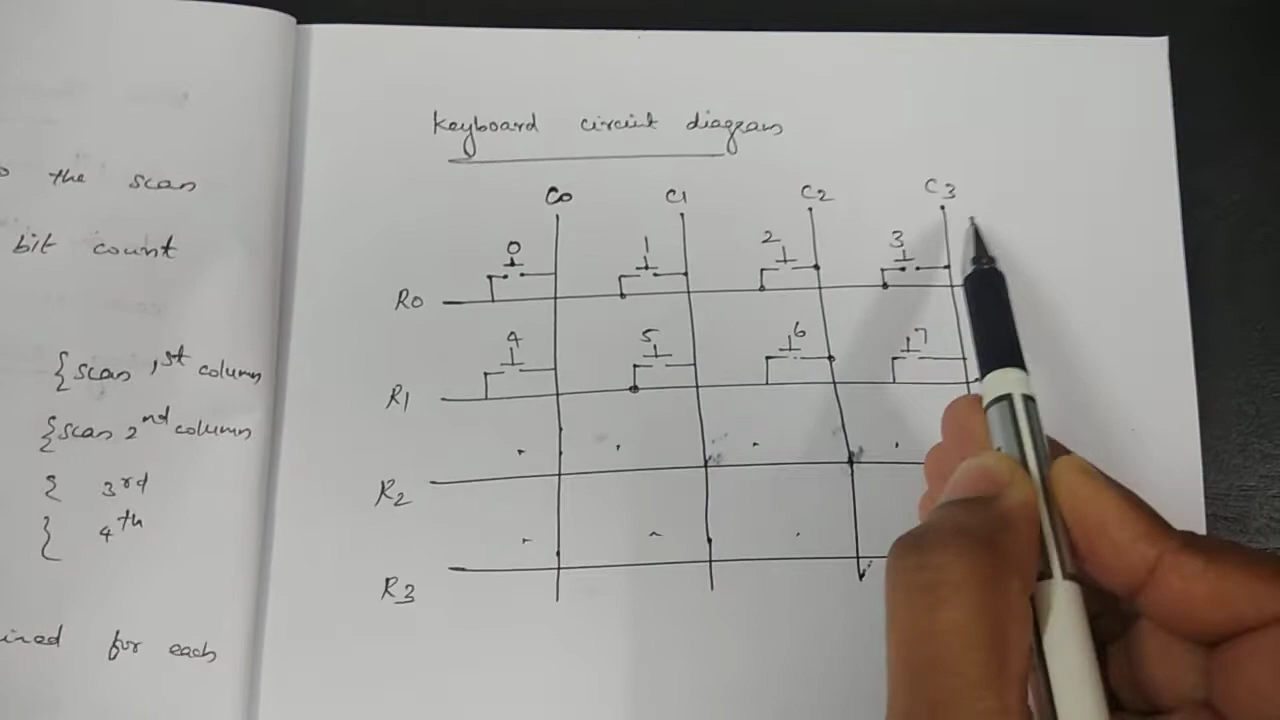 the scan
bit count
{scan 1st column
{scan 2nd column
{ 3rd
{ 4th
for each
Keyboard circuit diagram
C0 C1 C2 C3
0 1 2 3
R0
4 5 6 7
R1
R2
R3